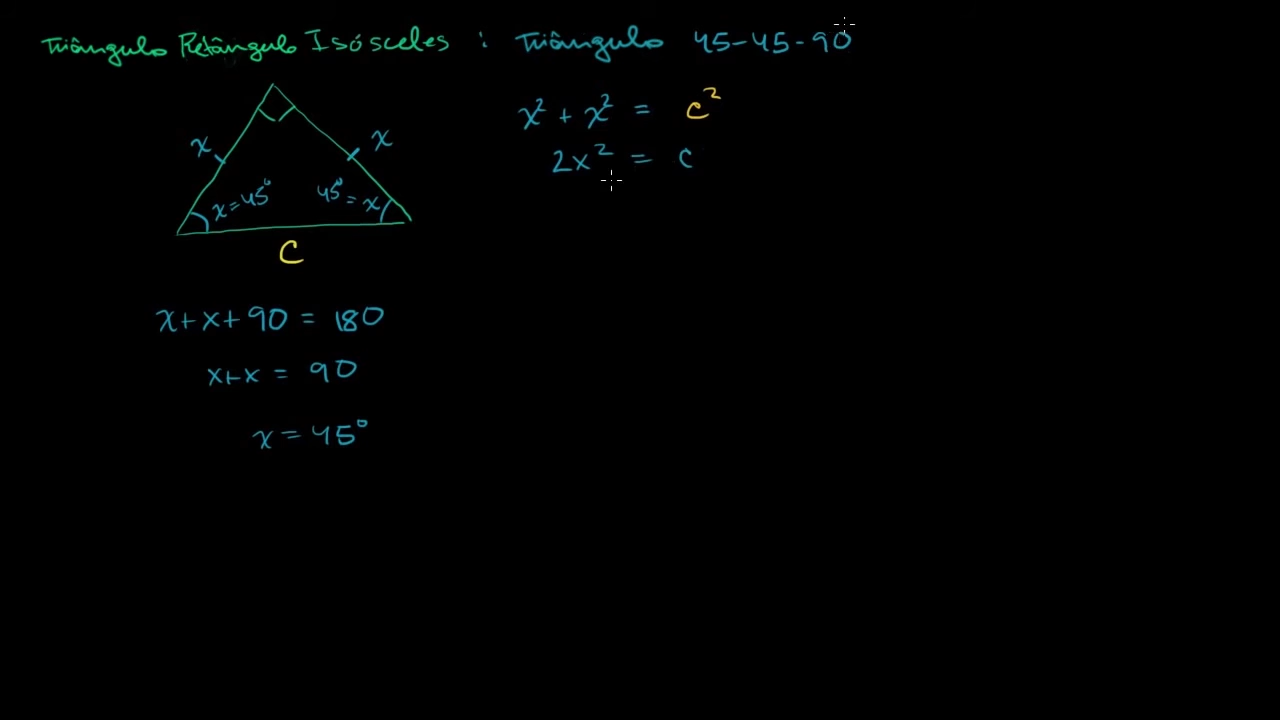 Triângulo Retângulo Isósceles : Triângulo 45-45-90
x x
x=45° 45°=x
C
x² + x² = c²
2x² = c
x+x+90 = 180
x+x = 90
x = 45°